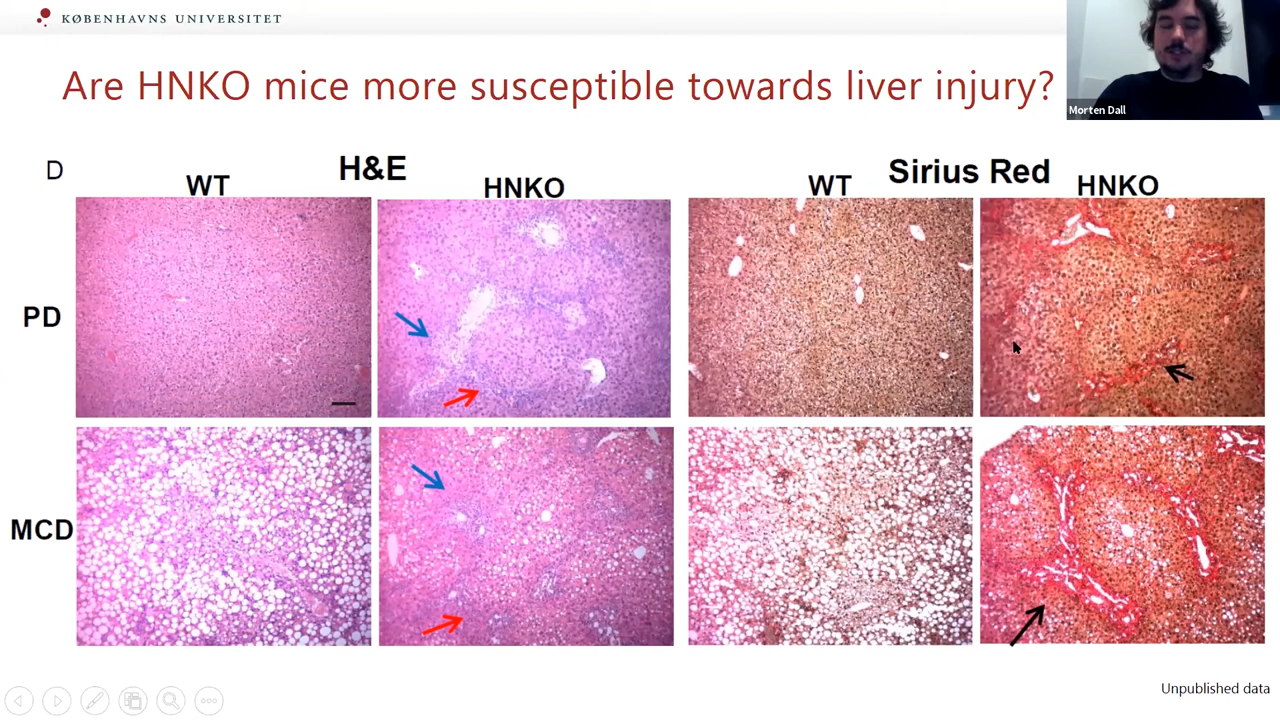 KØBENHAVNS UNIVERSITET
Are HNKO mice more susceptible towards liver injury?
Morten Dall
D
H&E
Sirius Red
WT
HNKO
WT
HNKO
PD
MCD
Unpublished data